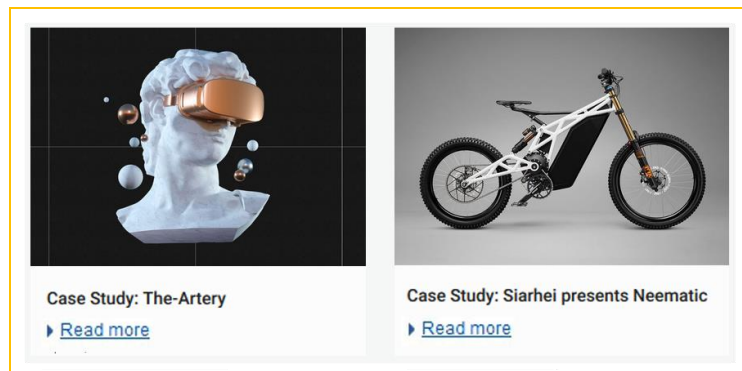 Case Study: The-Artery
Read more
Case Study: Siarhei presents Neematic
Read more